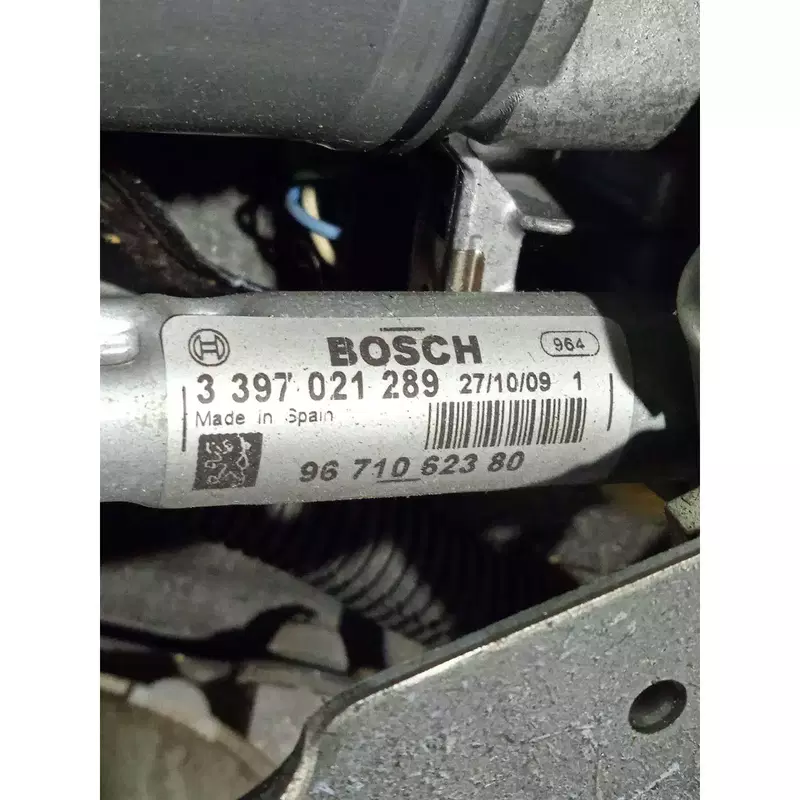 BOSCH 964
3 397 021 289 27/10/09 1
Made in Spain
96 710 623 80